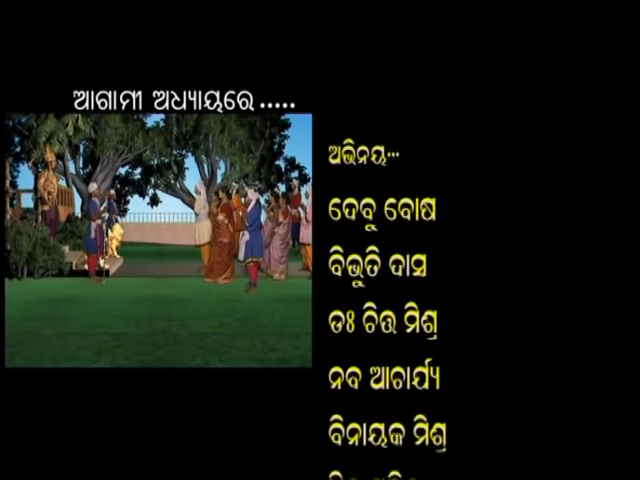 ଆଗାମୀ ଅଧ୍ୟାୟରେ .....
ଅଭିନୟ...
ଦେବୁ ବୋଷ
ବିଭୁତି ଦାସ
ଡଃ ଚିତ୍ତ ମିଶ୍ର
ନବ ଆଚାର୍ଯ୍ୟ
ବିନାୟକ ମିଶ୍ର